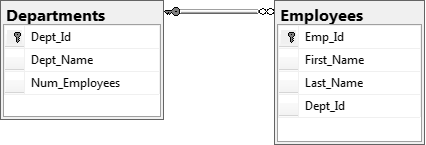 Departments
Dept_Id
Dept_Name
Num_Employees
Employees
Emp_Id
First_Name
Last_Name
Dept_Id